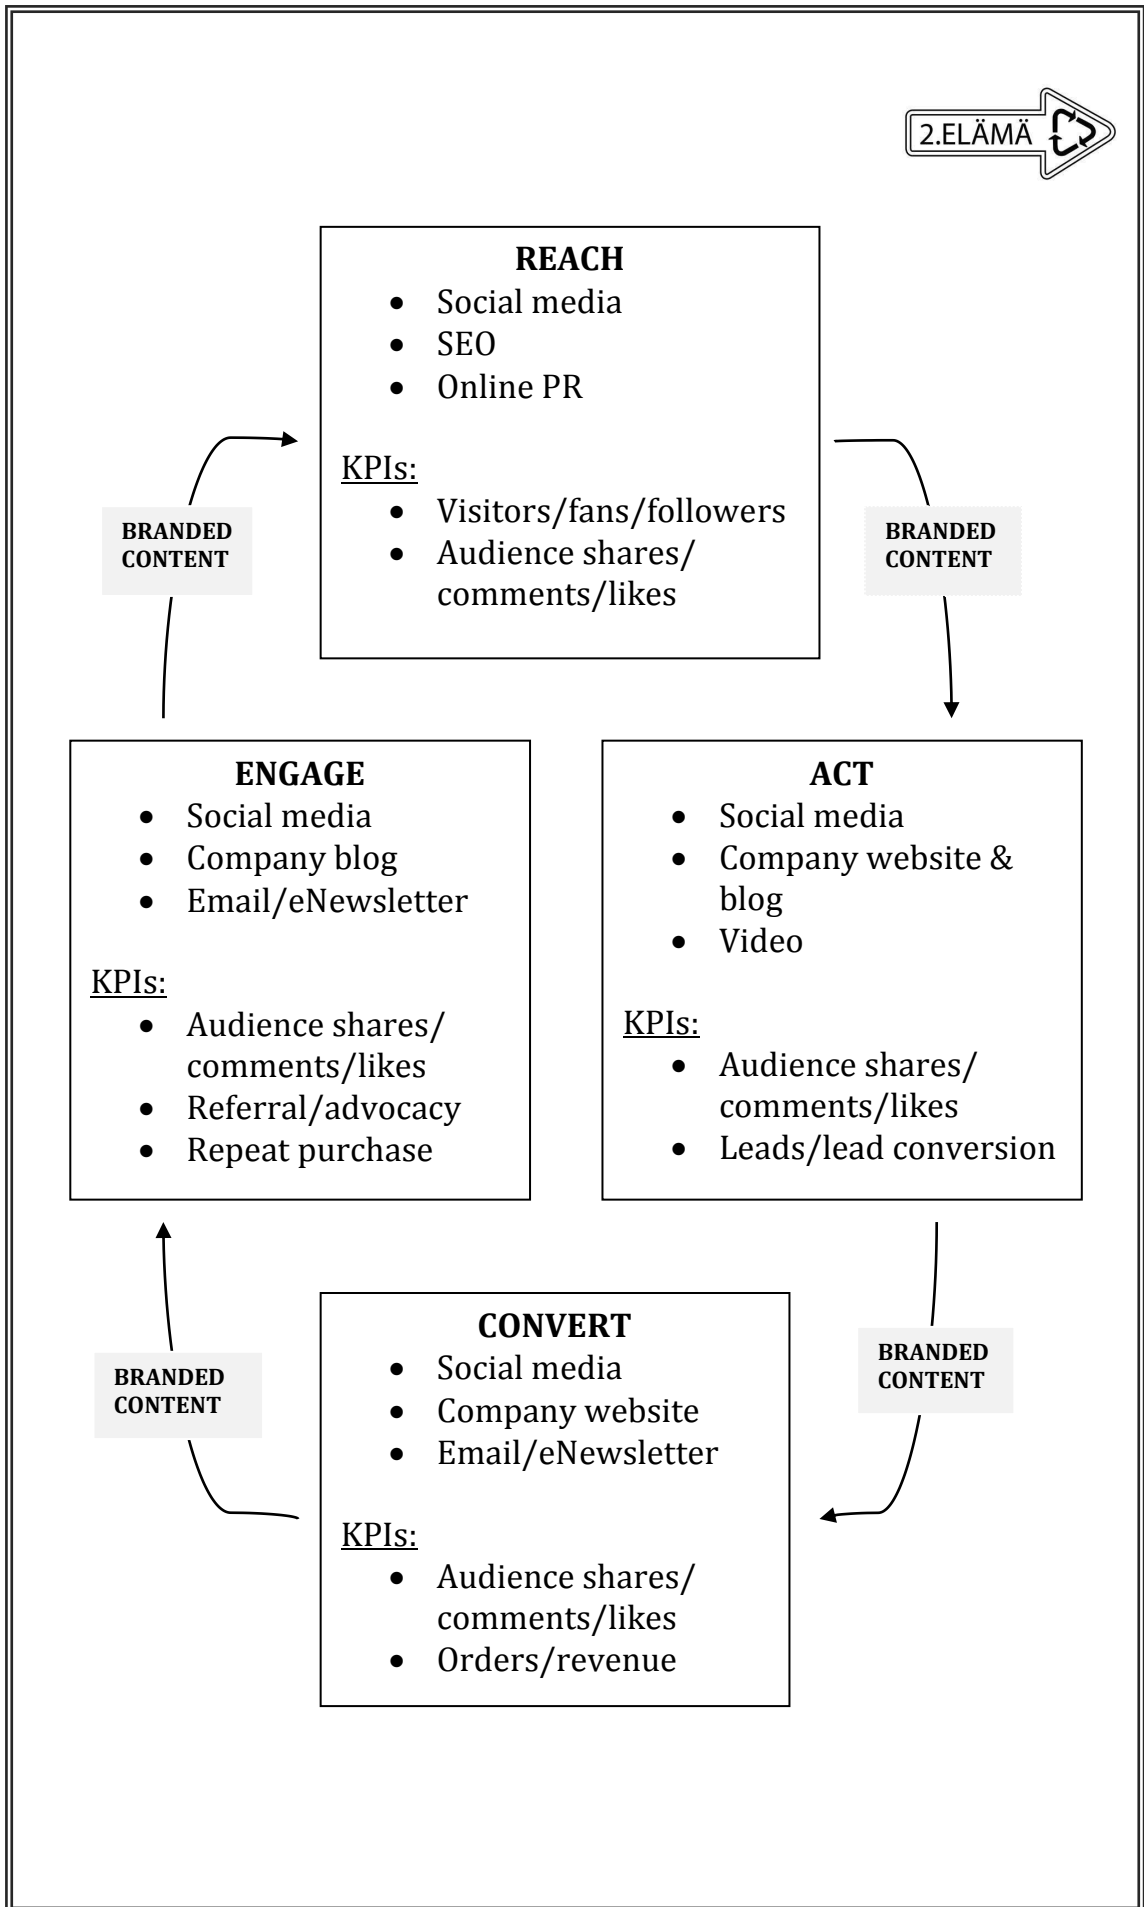 2.ELÄMÄ
REACH
• Social media
• SEO
• Online PR
KPIs:
• Visitors/fans/followers
• Audience shares/
comments/likes
BRANDED
CONTENT
BRANDED
CONTENT
ENGAGE
• Social media
• Company blog
• Email/eNewsletter
KPIs:
• Audience shares/
comments/likes
• Referral/advocacy
• Repeat purchase
ACT
• Social media
• Company website &
blog
• Video
KPIs:
• Audience shares/
comments/likes
• Leads/lead conversion
BRANDED
CONTENT
BRANDED
CONTENT
CONVERT
• Social media
• Company website
• Email/eNewsletter
KPIs:
• Audience shares/
comments/likes
• Orders/revenue